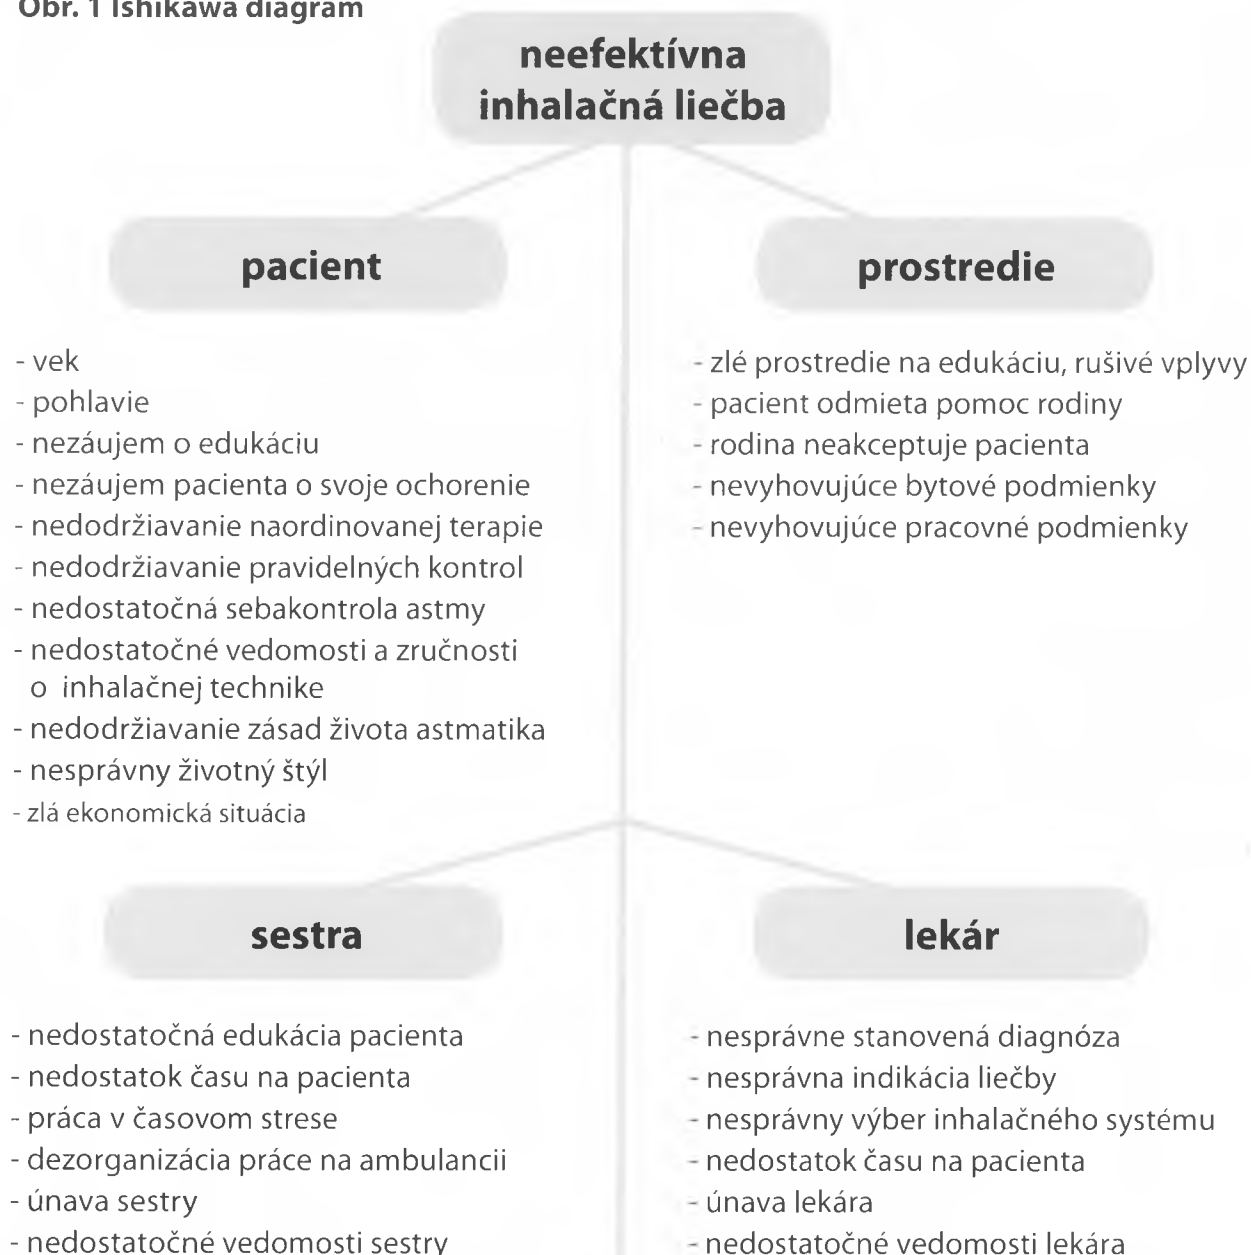 Obr. 1 Ishikawa diagram
neefektívna
inhalačná liečba
pacient
- vek
- pohlavie
- nezáujem o edukáciu
- nezáujem pacienta o svoje ochorenie
- nedodržiavanie naordinovanej terapie
- nedodržiavanie pravidelných kontrol
- nedostatočná sebakontrola astmy
- nedostatočné vedomosti a zručnosti
o inhalačnej technike
- nedodržiavanie zásad života astmatika
- nesprávny životný štýl
- zlá ekonomická situácia
prostredie
- zlé prostredie na edukáciu, rušivé vplyvy
- pacient odmieta pomoc rodiny
- rodina neakceptuje pacienta
- nevyhovujúce bytové podmienky
- nevyhovujúce pracovné podmienky
sestra
- nedostatočná edukácia pacienta
- nedostatok času na pacienta
- práca v časovom strese
- dezorganizácia práce na ambulancii
- únava sestry
- nedostatočné vedomosti sestry
lekár
- nesprávne stanovená diagnóza
- nesprávna indikácia liečby
- nesprávny výber inhalačného systému
- nedostatok času na pacienta
- únava lekára
- nedostatočné vedomosti lekára